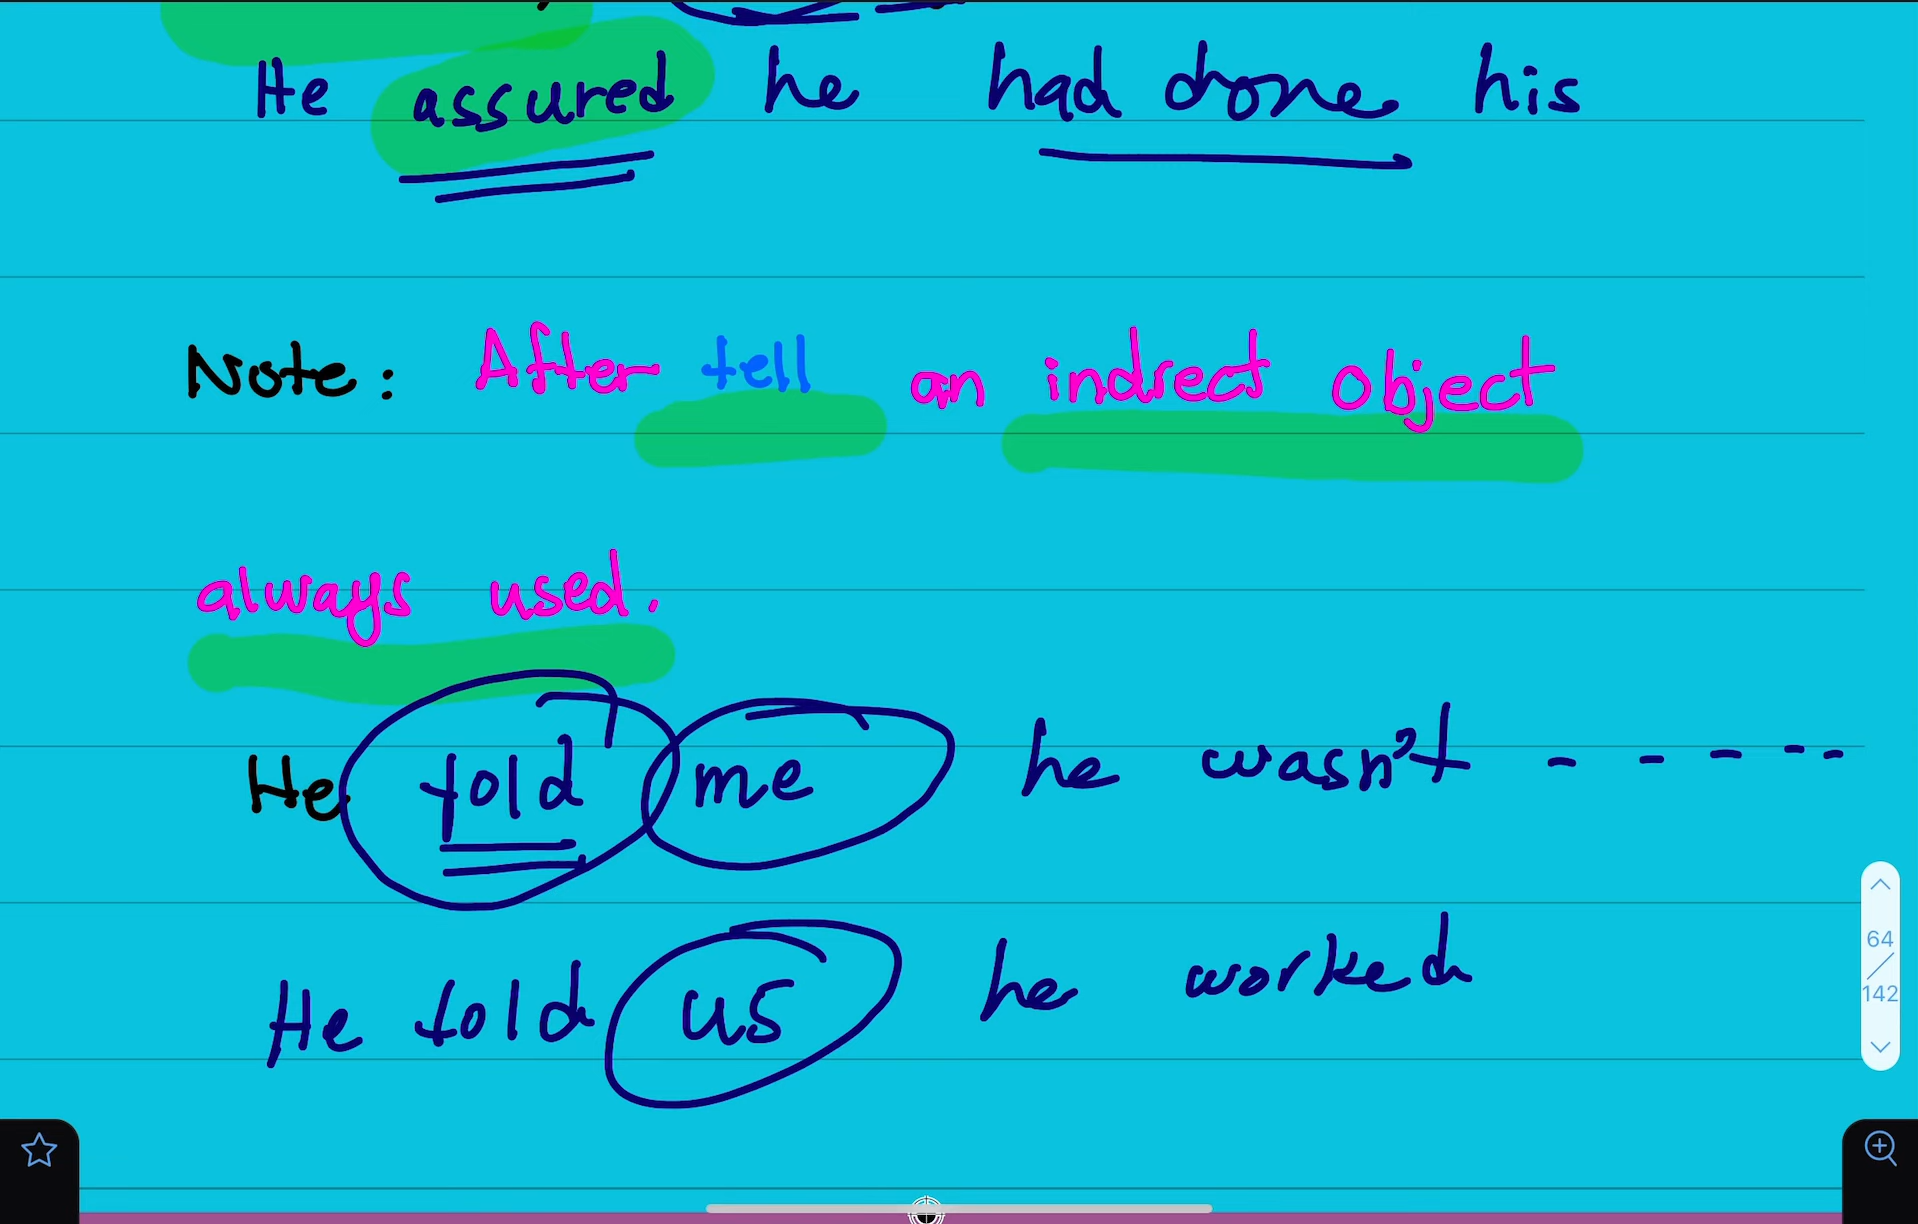 He assured he had done his
Note: After tell an indirect object
always used.
He told me he wasn't - - - - -
He told us he worked
64
142